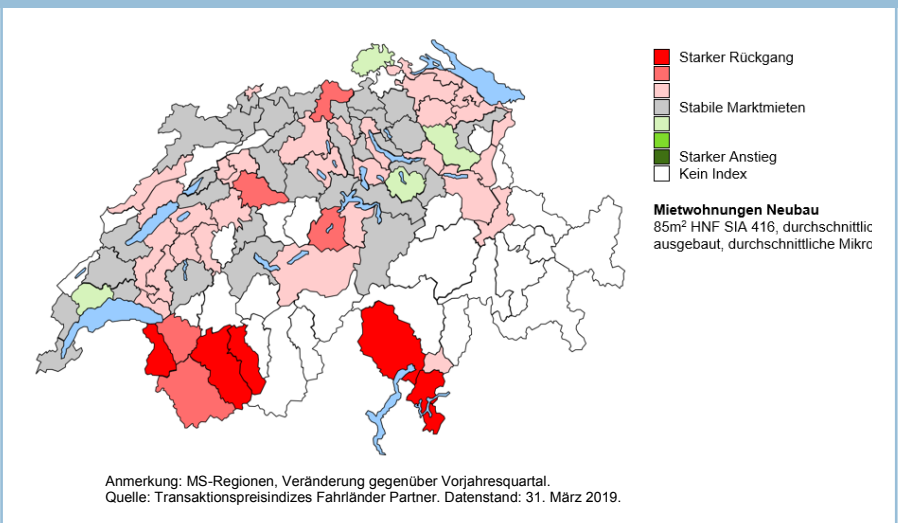 Starker Rückgang
Stabile Marktmieten
Starker Anstieg
Kein Index
Mietwohnungen Neubau
85m² HNF SIA 416, durchschnittlic
ausgebaut, durchschnittliche Mikro
Anmerkung: MS-Regionen, Veränderung gegenüber Vorjahresquartal.
Quelle: Transaktionspreisindizes Fahrländer Partner. Datenstand: 31. März 2019.